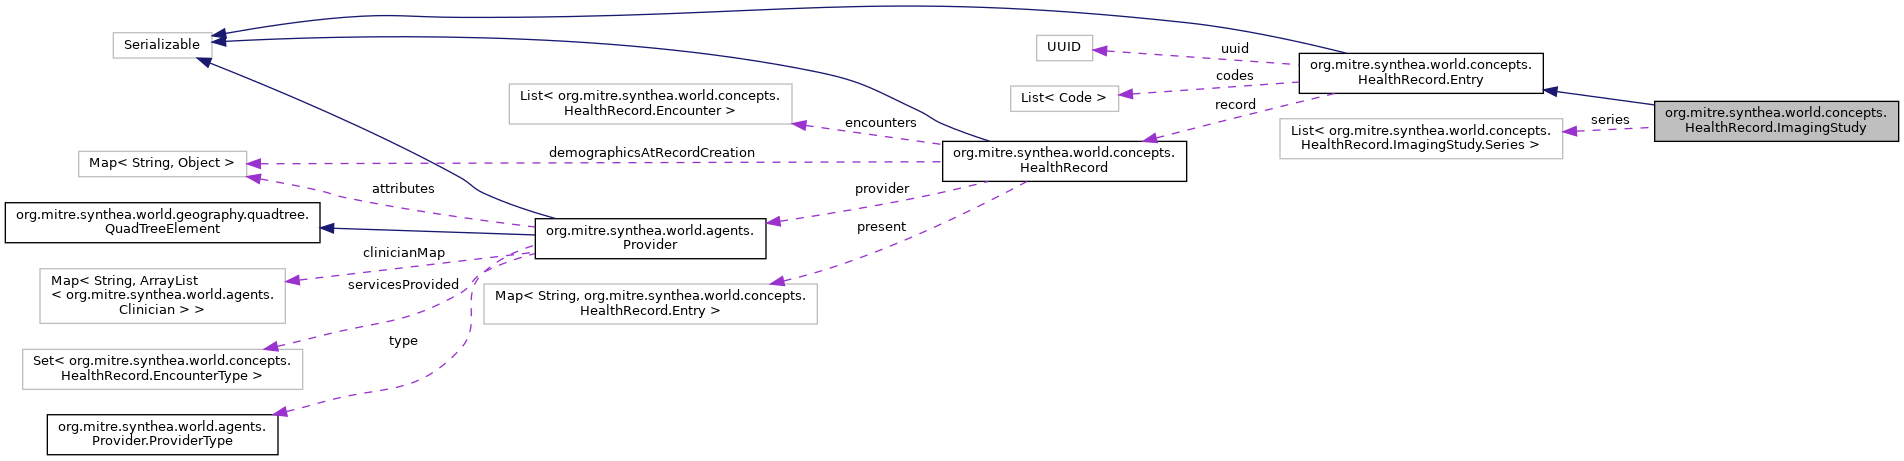 Serializable
UUID
uuid
org.mitre.synthea.world.concepts.
HealthRecord.Entry
codes
List< Code >
record
org.mitre.synthea.world.concepts.
HealthRecord.ImagingStudy
series
List< org.mitre.synthea.world.concepts.
HealthRecord.ImagingStudy.Series >
List< org.mitre.synthea.world.concepts.
HealthRecord.Encounter >
encounters
demographicsAtRecordCreation
org.mitre.synthea.world.concepts.
HealthRecord
Map< String, Object >
attributes
provider
present
org.mitre.synthea.world.geography.quadtree.
QuadTreeElement
org.mitre.synthea.world.agents.
Provider
clinicianMap
Map< String, ArrayList
< org.mitre.synthea.world.agents.
Clinician > >
servicesProvided
Map< String, org.mitre.synthea.world.concepts.
HealthRecord.Entry >
type
Set< org.mitre.synthea.world.concepts.
HealthRecord.EncounterType >
org.mitre.synthea.world.agents.
Provider.ProviderType